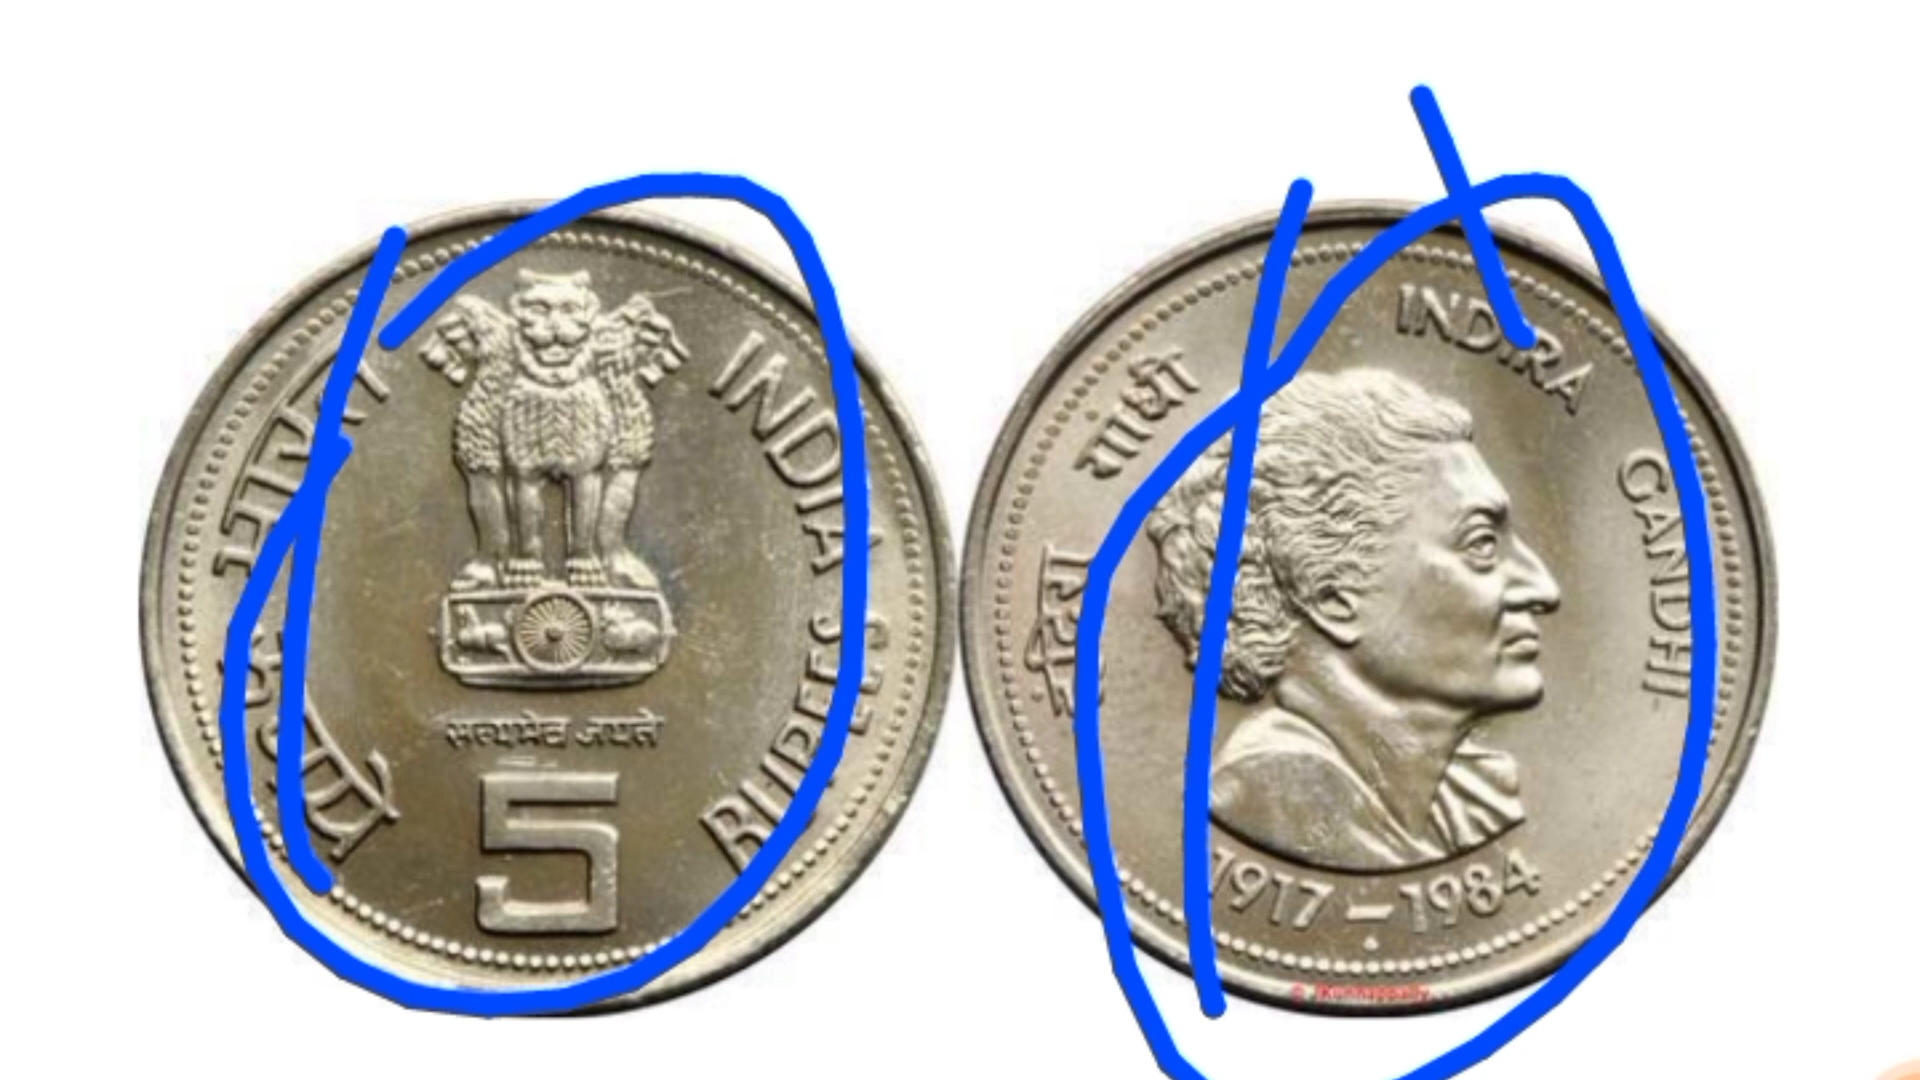 भारत
INDIA
सत्यमेव जयते
रुपये
RUPEES
5
गांधी
इंदिरा
INDIRA
GANDHI
1917 – 1984